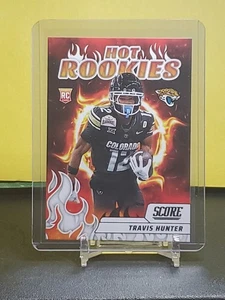 HOT
ROOKIES
RC
COLORADO
12
SCORE
TRAVIS HUNTER